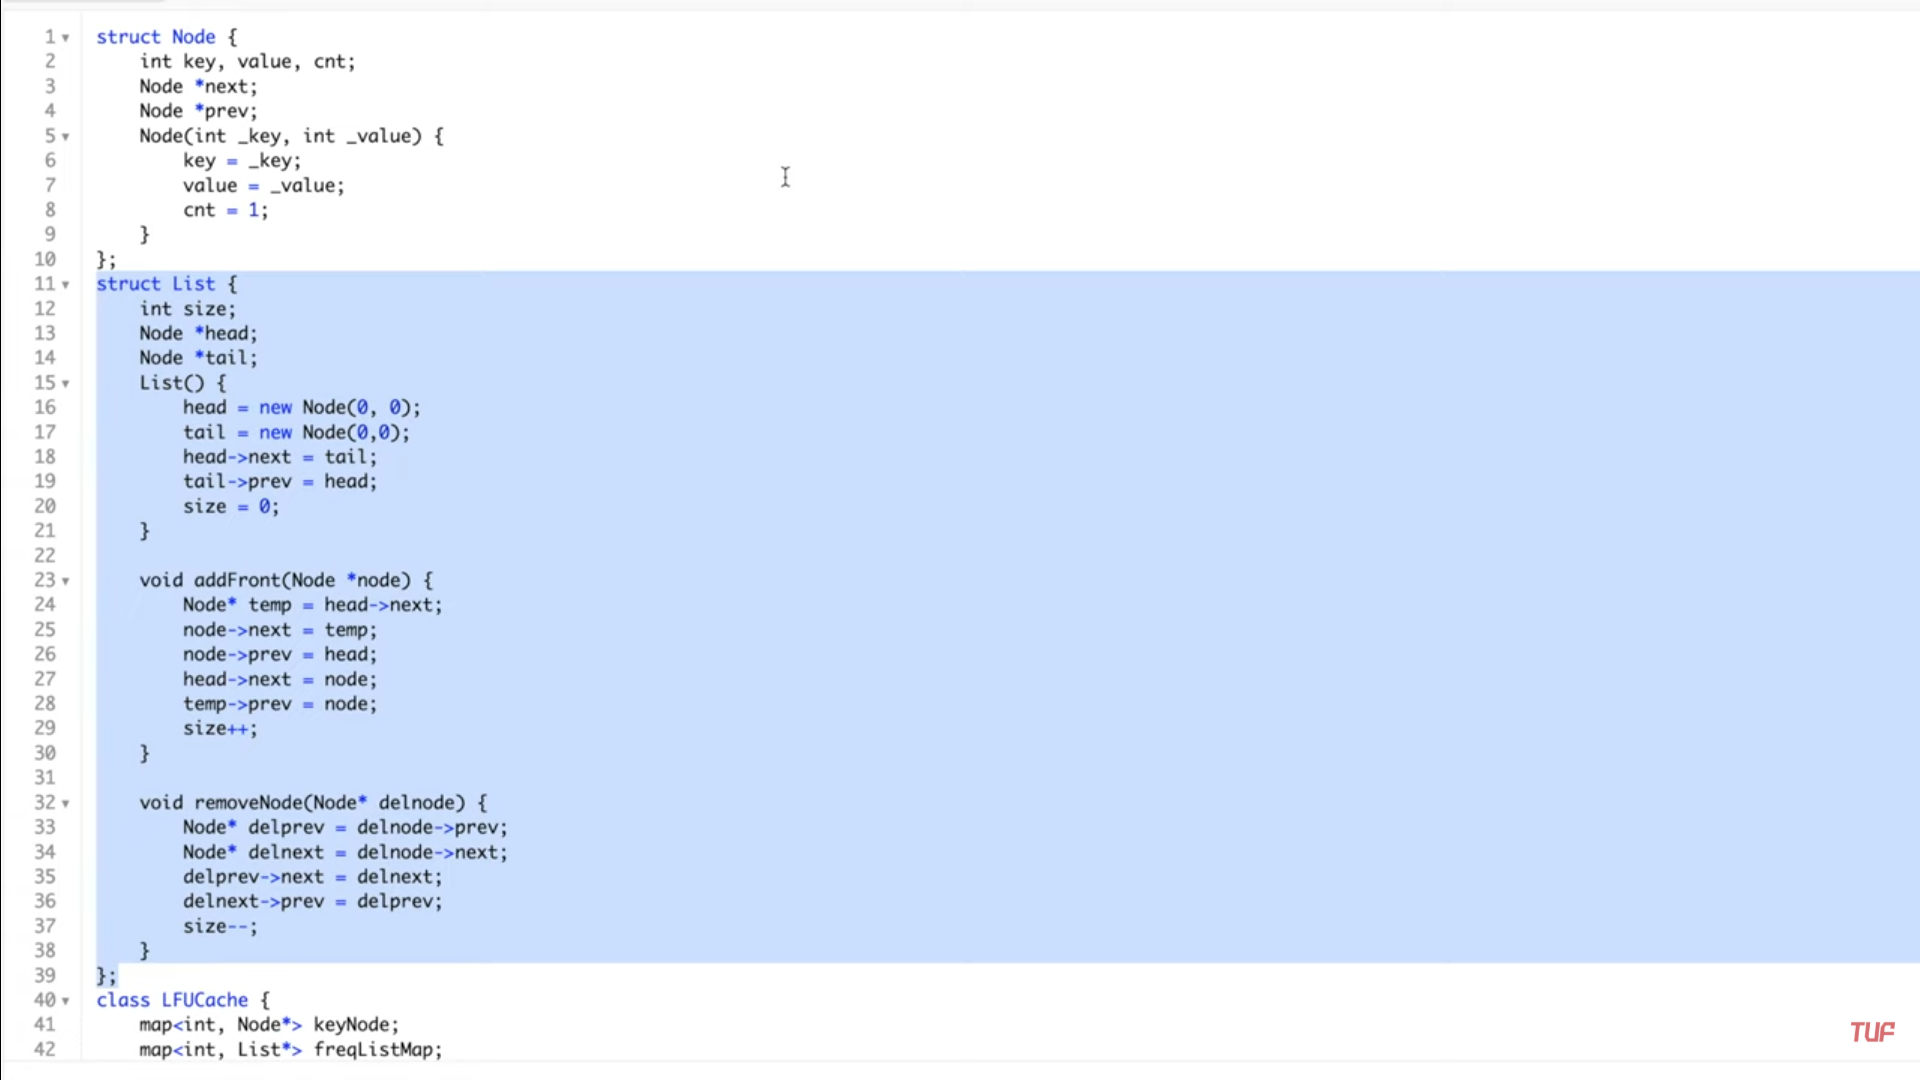 1 struct Node {
2     int key, value, cnt;
3     Node *next;
4     Node *prev;
5     Node(int _key, int _value) {
6         key = _key;
7         value = _value;
8         cnt = 1;
9     }
10 };
11 struct List {
12     int size;
13     Node *head;
14     Node *tail;
15     List() {
16         head = new Node(0, 0);
17         tail = new Node(0,0);
18         head->next = tail;
19         tail->prev = head;
20         size = 0;
21     }
22
23     void addFront(Node *node) {
24         Node* temp = head->next;
25         node->next = temp;
26         node->prev = head;
27         head->next = node;
28         temp->prev = node;
29         size++;
30     }
31
32     void removeNode(Node* delnode) {
33         Node* delprev = delnode->prev;
34         Node* delnext = delnode->next;
35         delprev->next = delnext;
36         delnext->prev = delprev;
37         size--;
38     }
39 };
40 class LFUCache {
41     map<int, Node*> keyNode;
42     map<int, List*> freqListMap;
TUF